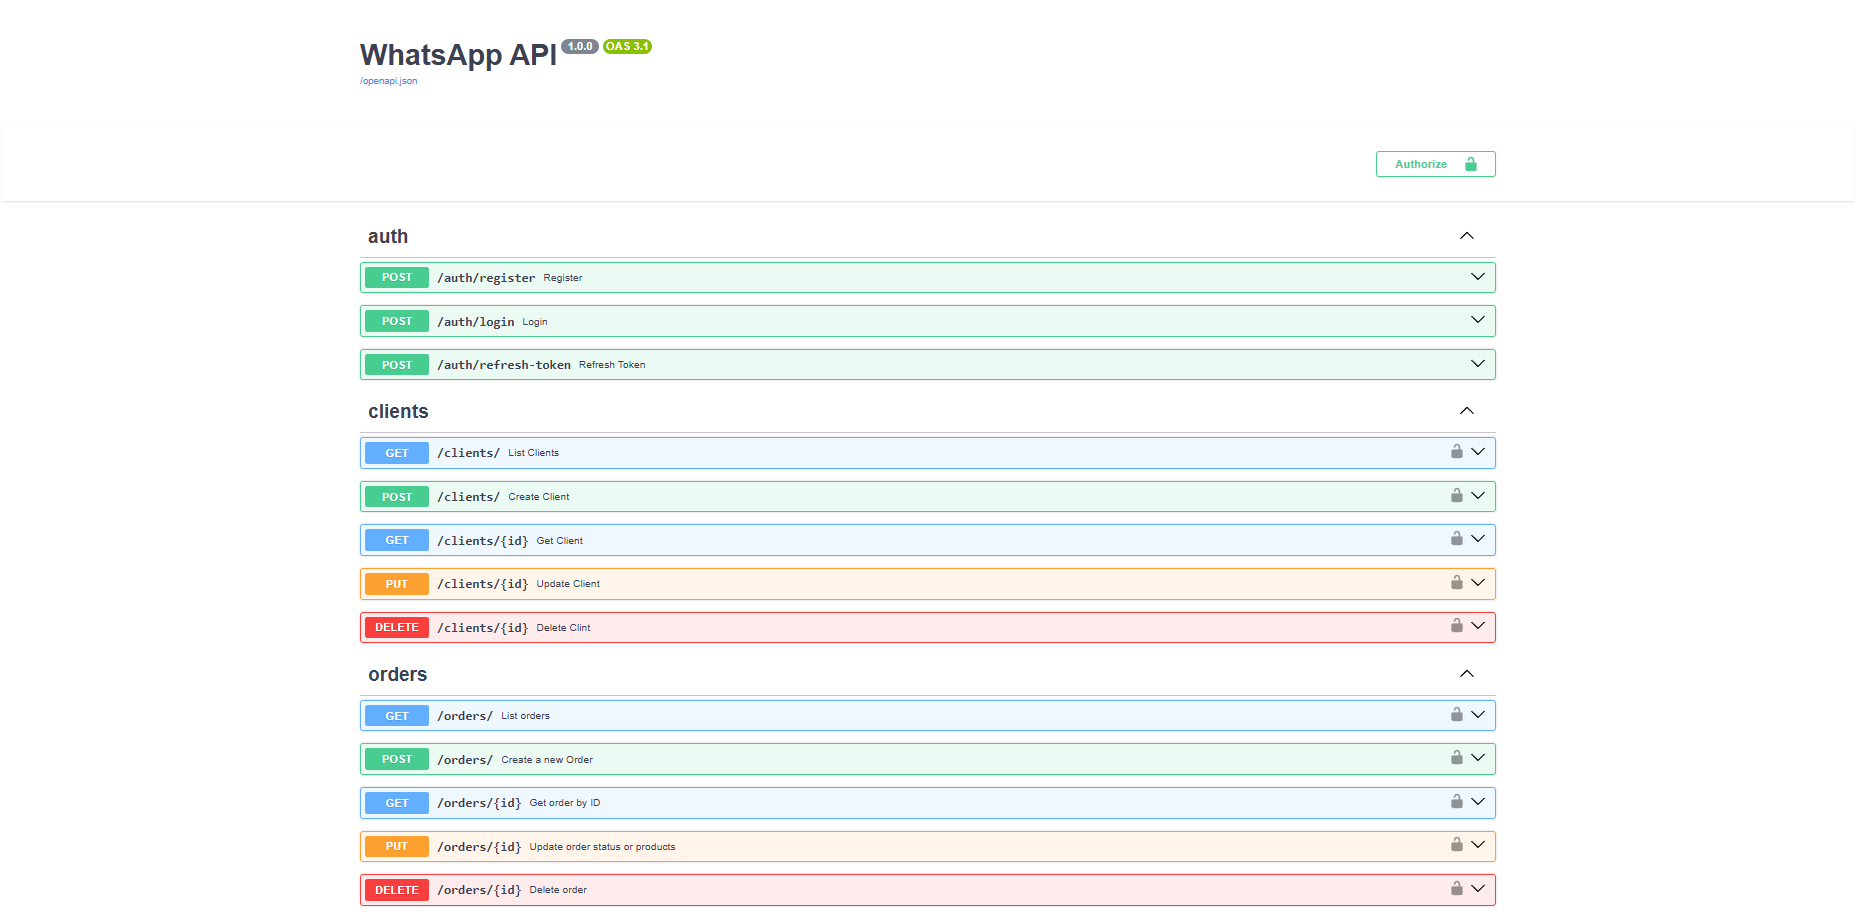 WhatsApp API 1.0.0 OAS 3.1
/openapi.json
Authorize
auth
POST /auth/register Register
POST /auth/login Login
POST /auth/refresh-token Refresh Token
clients
GET /clients/ List Clients
POST /clients/ Create Client
GET /clients/{id} Get Client
PUT /clients/{id} Update Client
DELETE /clients/{id} Delete Clint
orders
GET /orders/ List orders
POST /orders/ Create a new Order
GET /orders/{id} Get order by ID
PUT /orders/{id} Update order status or products
DELETE /orders/{id} Delete order